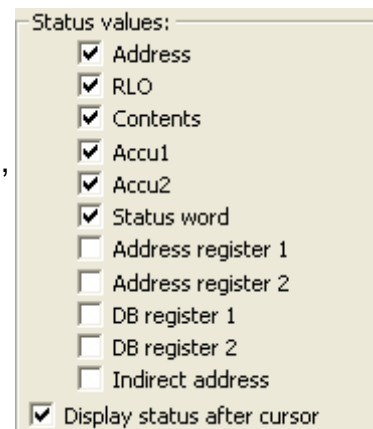 Status values:
Address
RLO
Contents
Accu1
,
Accu2
Status word
Address register 1
Address register 2
DB register 1
DB register 2
Indirect address
Display status after cursor